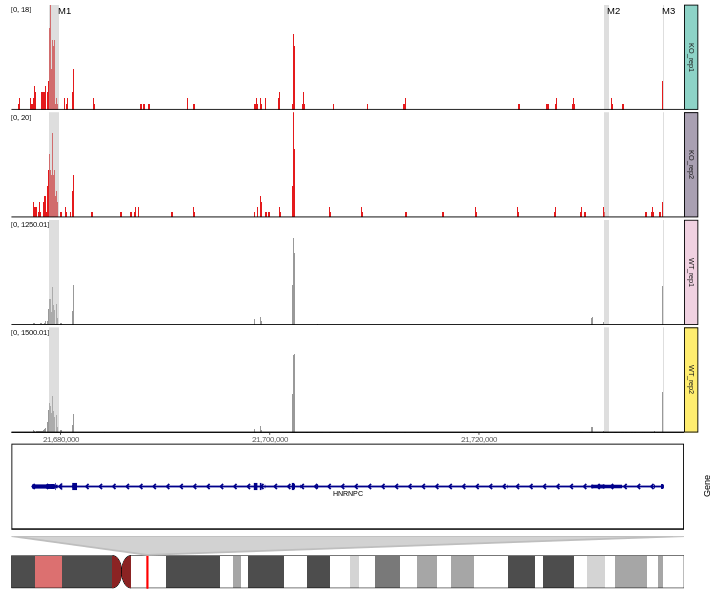 [0, 18]
M1
M2
M3
KO_rep1
[0, 20]
KO_rep2
[0, 1250.01]
WT_rep1
[0, 1500.01]
WT_rep2
21,680,000
21,700,000
21,720,000
HNRNPC
Gene